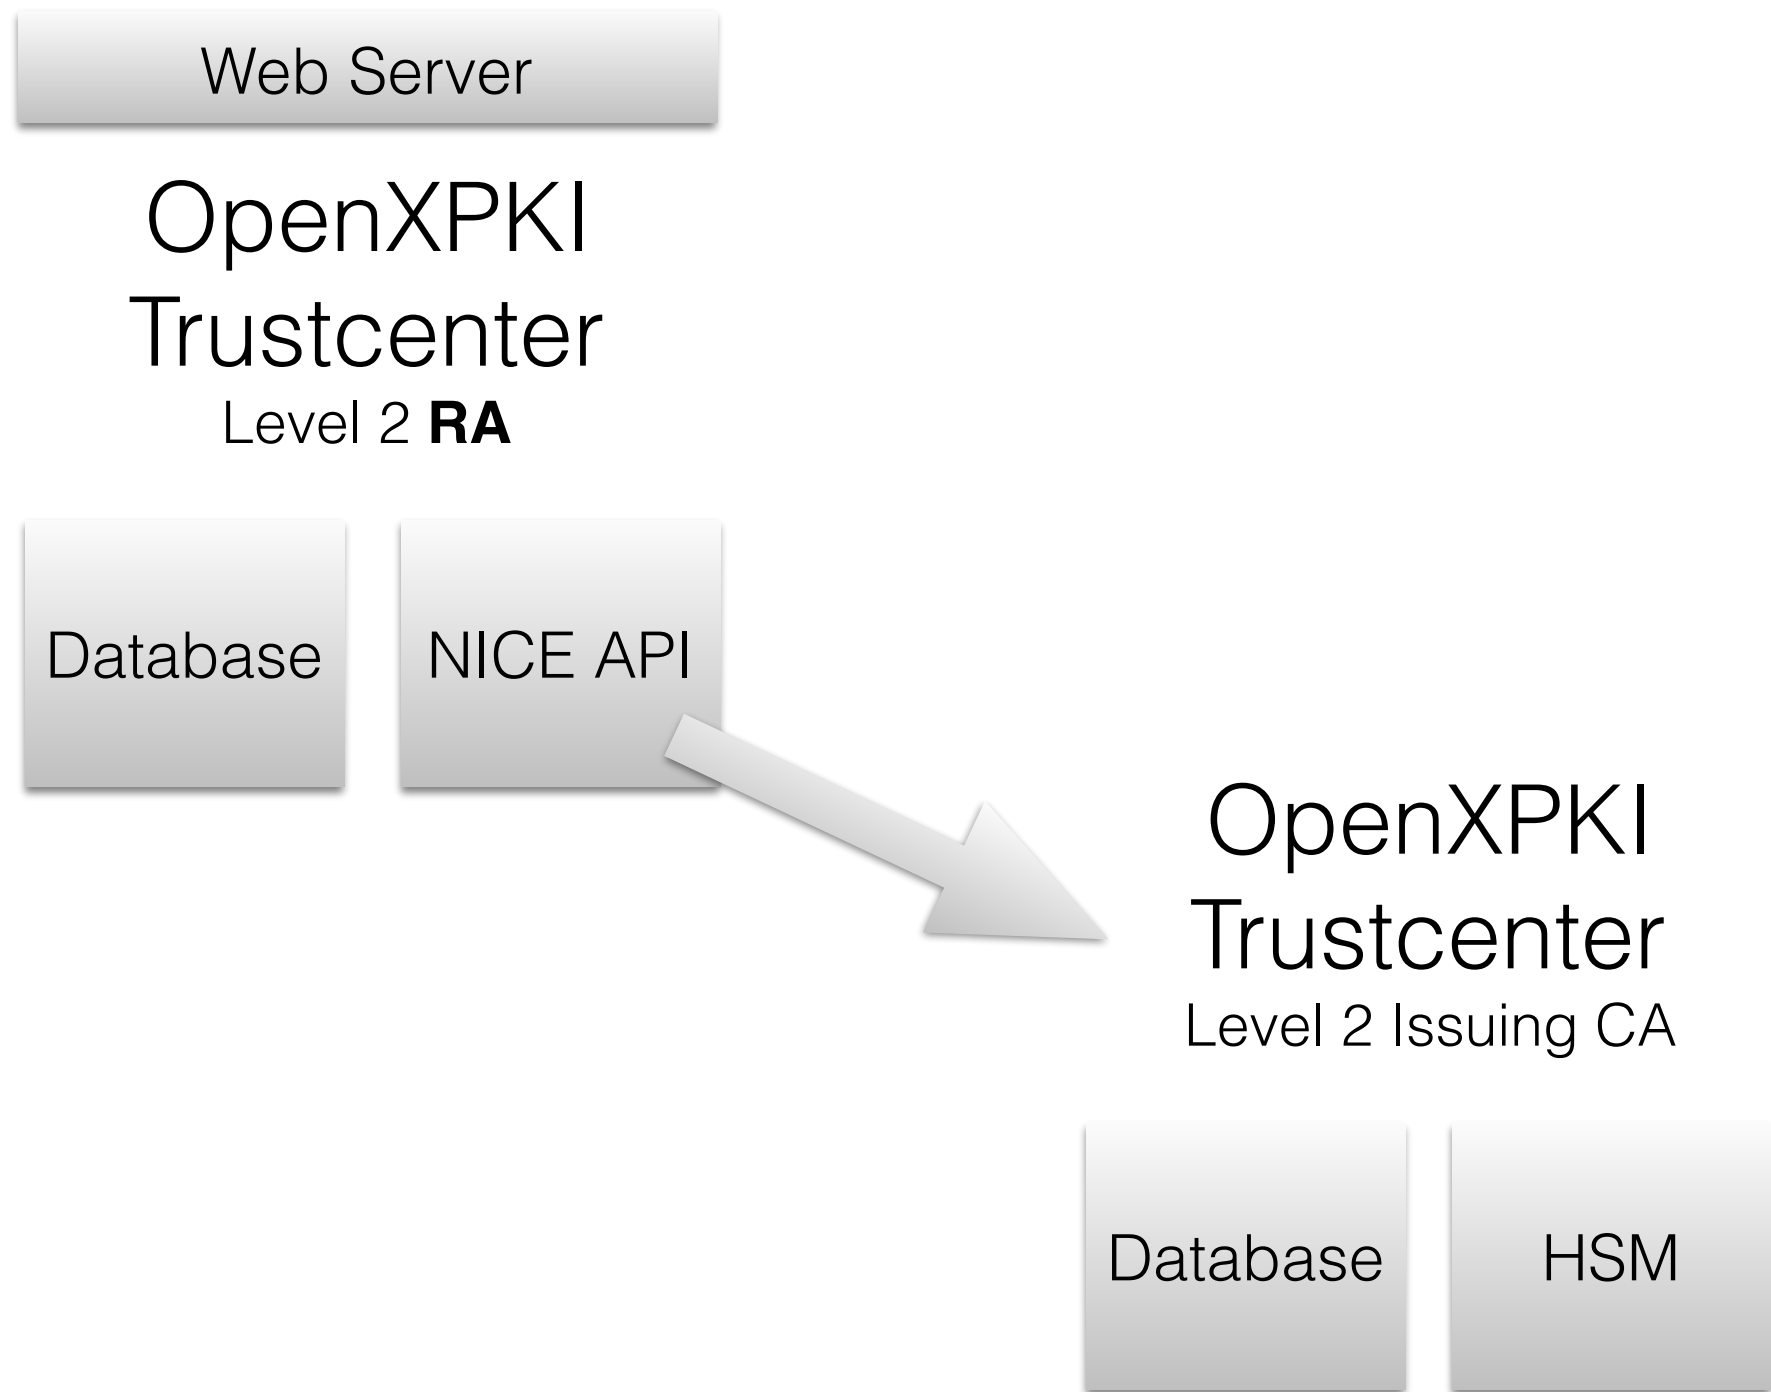 Web Server
OpenXPKI
Trustcenter
Level 2 RA
Database
NICE API
OpenXPKI
Trustcenter
Level 2 Issuing CA
Database
HSM